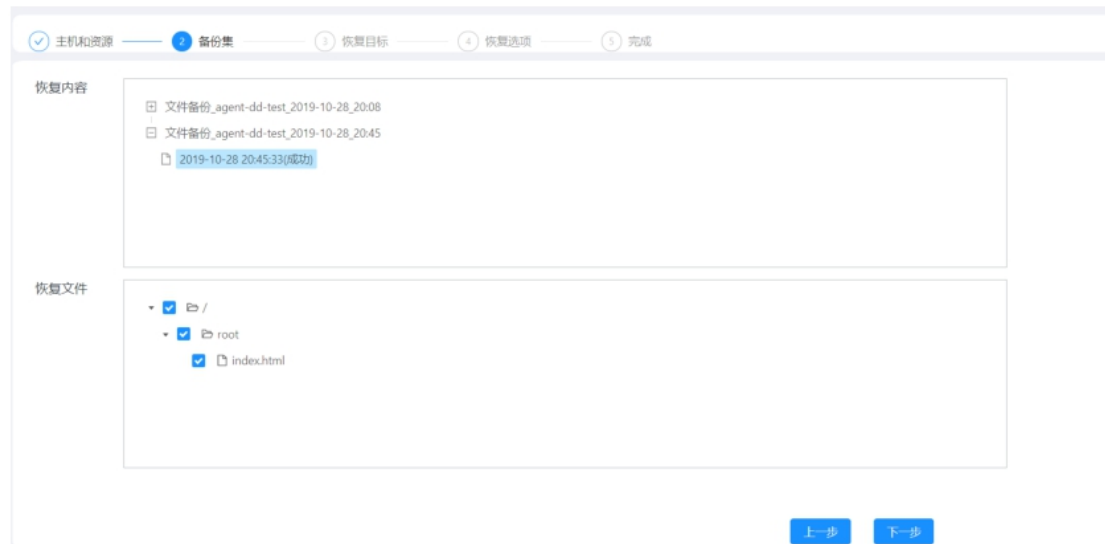 主机和资源 2 备份集 3 恢复目标 4 恢复选项 5 完成
恢复内容
文件备份_agent-dd-test_2019-10-28_20:08
文件备份_agent-dd-test_2019-10-28_20:45
2019-10-28 20:45:33(成功)
恢复文件
/
root
index.html
上一步 下一步